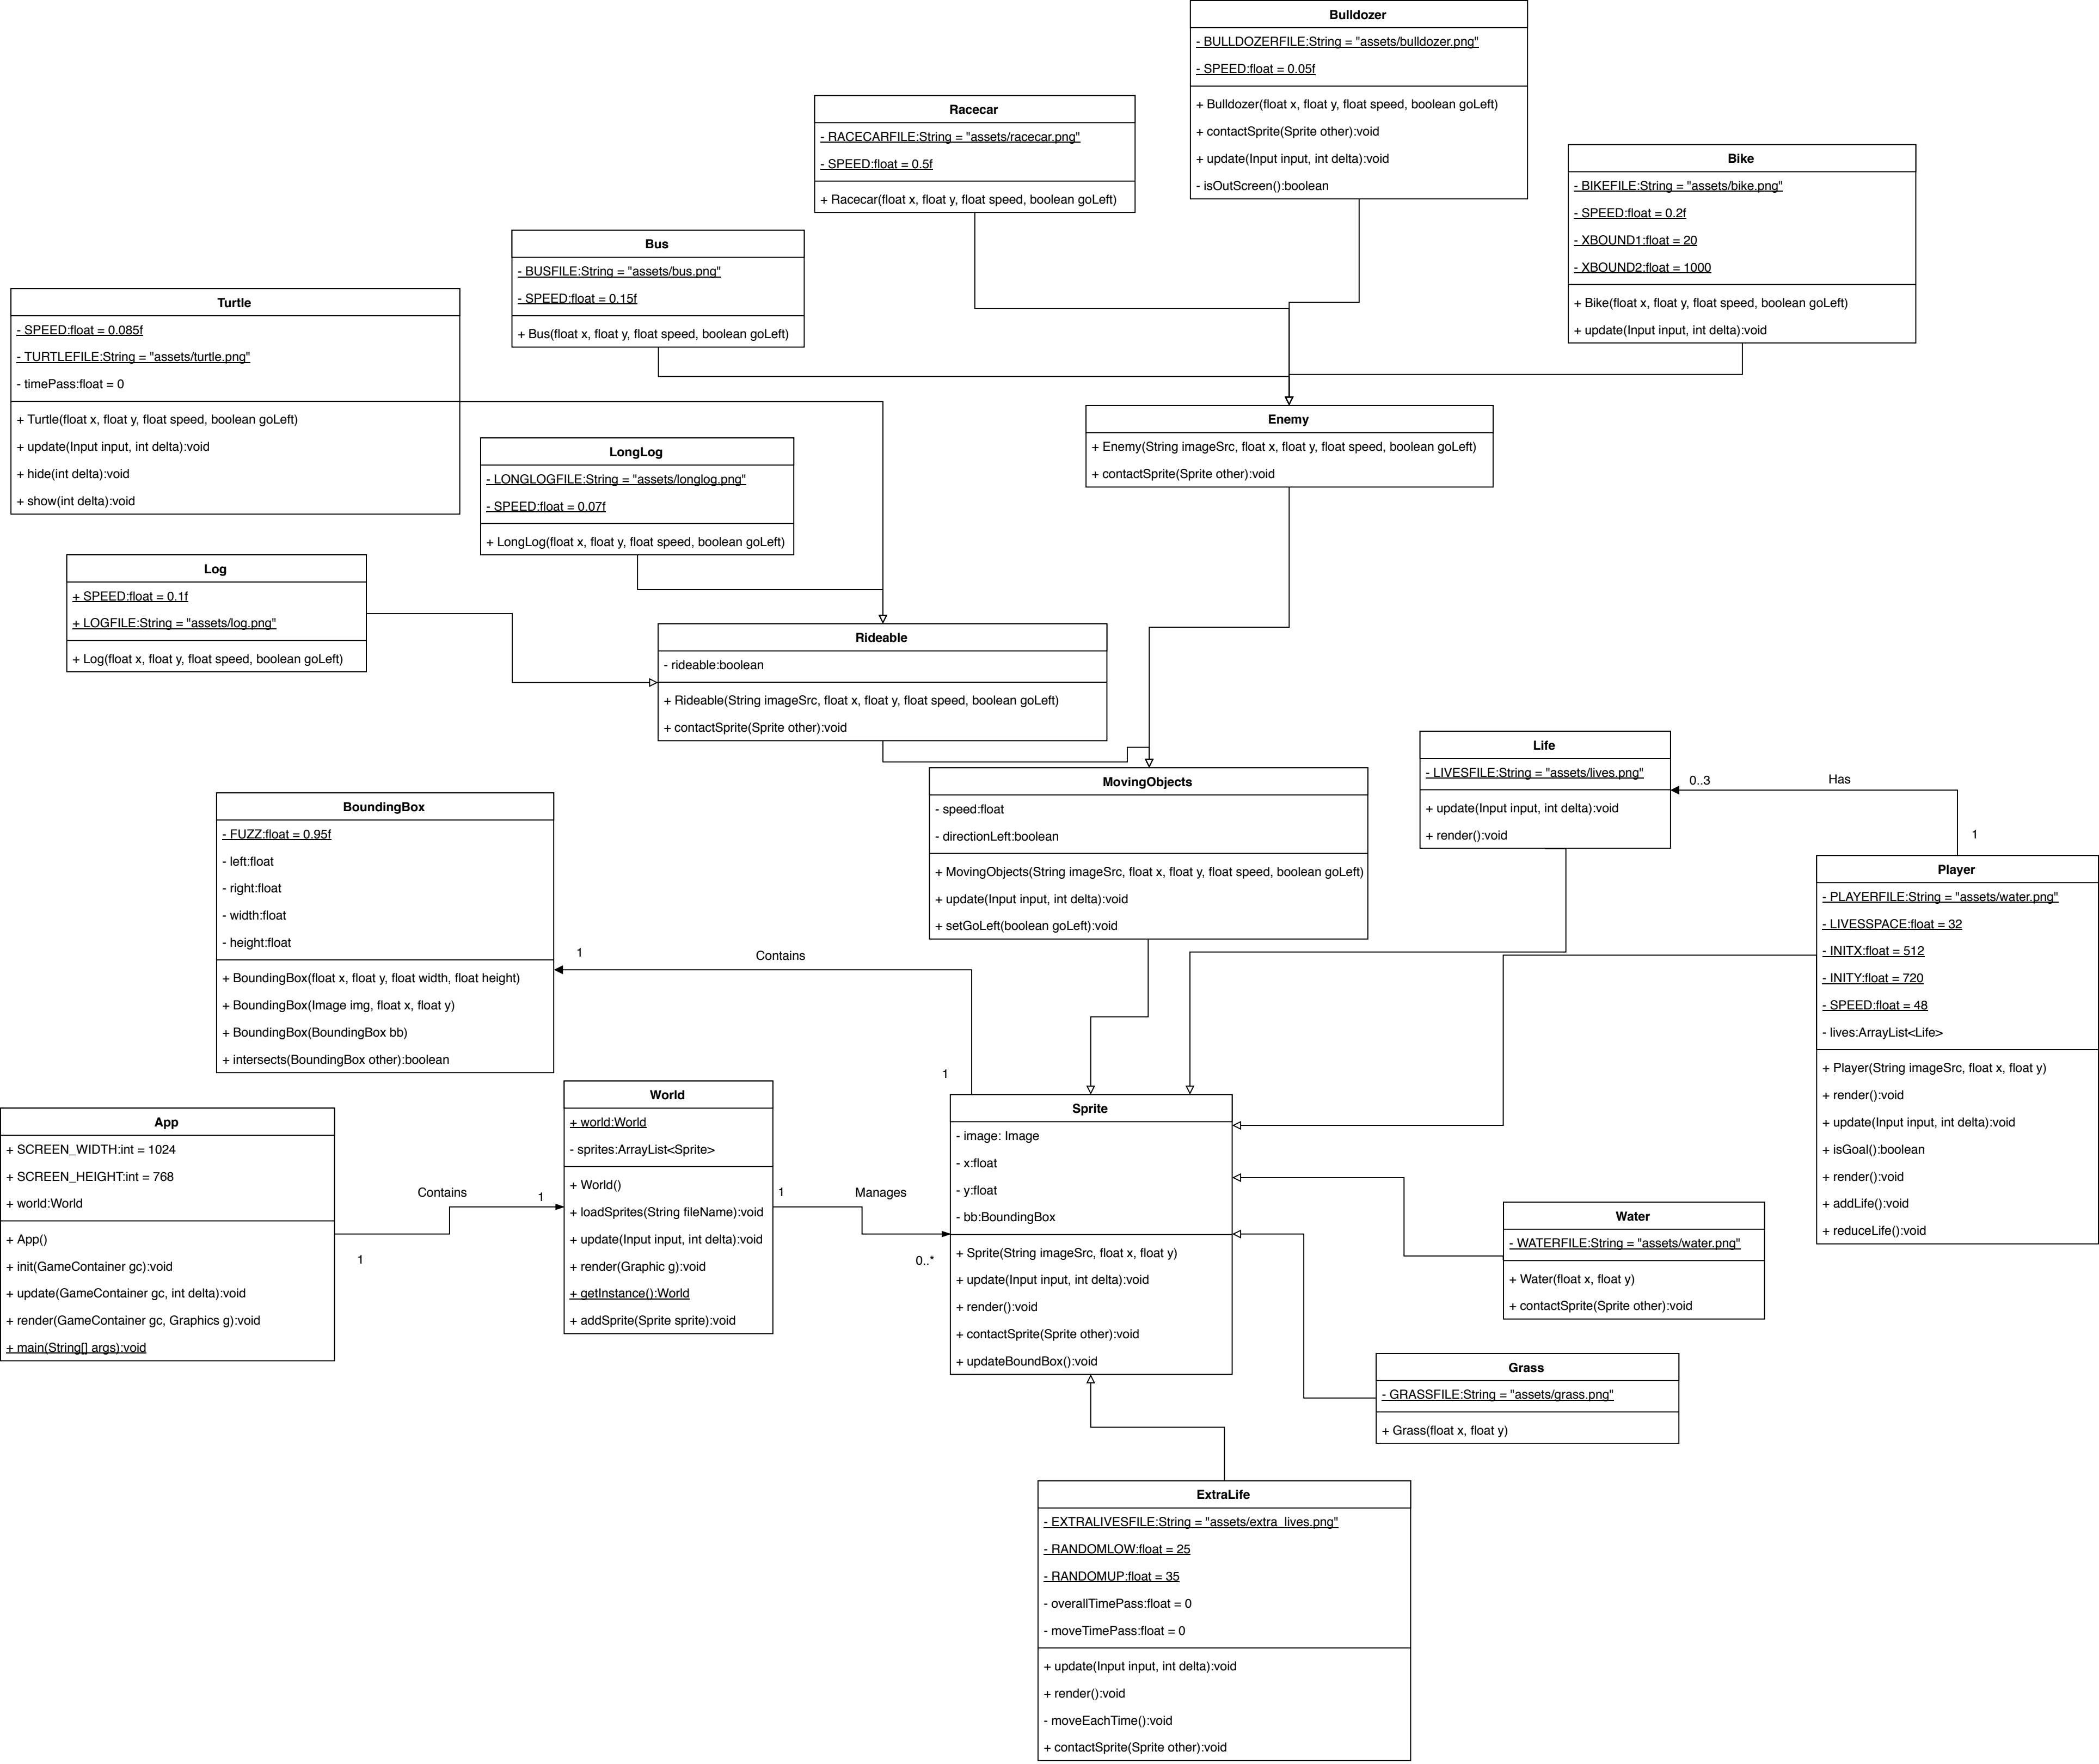 Bulldozer
- BULLDOZERFILE:String = "assets/bulldozer.png"
- SPEED:float = 0.05f
+ Bulldozer(float x, float y, float speed, boolean goLeft)
+ contactSprite(Sprite other):void
+ update(Input input, int delta):void
- isOutScreen():boolean
Racecar
- RACECARFILE:String = "assets/racecar.png"
- SPEED:float = 0.5f
+ Racecar(float x, float y, float speed, boolean goLeft)
Bike
- BIKEFILE:String = "assets/bike.png"
- SPEED:float = 0.2f
- XBOUND1:float = 20
- XBOUND2:float = 1000
+ Bike(float x, float y, float speed, boolean goLeft)
+ update(Input input, int delta):void
Bus
- BUSFILE:String = "assets/bus.png"
- SPEED:float = 0.15f
+ Bus(float x, float y, float speed, boolean goLeft)
Turtle
- SPEED:float = 0.085f
- TURTLEFILE:String = "assets/turtle.png"
- timePass:float = 0
+ Turtle(float x, float y, float speed, boolean goLeft)
+ update(Input input, int delta):void
+ hide(int delta):void
+ show(int delta):void
Enemy
+ Enemy(String imageSrc, float x, float y, float speed, boolean goLeft)
+ contactSprite(Sprite other):void
LongLog
- LONGLOGFILE:String = "assets/longlog.png"
- SPEED:float = 0.07f
+ LongLog(float x, float y, float speed, boolean goLeft)
Log
+ SPEED:float = 0.1f
+ LOGFILE:String = "assets/log.png"
+ Log(float x, float y, float speed, boolean goLeft)
Rideable
- rideable:boolean
+ Rideable(String imageSrc, float x, float y, float speed, boolean goLeft)
+ contactSprite(Sprite other):void
Life
- LIVESFILE:String = "assets/lives.png"
+ update(Input input, int delta):void
+ render():void
0..3
Has
1
MovingObjects
- speed:float
- directionLeft:boolean
+ MovingObjects(String imageSrc, float x, float y, float speed, boolean goLeft)
+ update(Input input, int delta):void
+ setGoLeft(boolean goLeft):void
BoundingBox
- FUZZ:float = 0.95f
- left:float
- right:float
- width:float
- height:float
+ BoundingBox(float x, float y, float width, float height)
+ BoundingBox(Image img, float x, float y)
+ BoundingBox(BoundingBox bb)
+ intersects(BoundingBox other):boolean
1
Contains
1
Player
- PLAYERFILE:String = "assets/water.png"
- LIVESSPACE:float = 32
- INITX:float = 512
- INITY:float = 720
- SPEED:float = 48
- lives:ArrayList<Life>
+ Player(String imageSrc, float x, float y)
+ render():void
+ update(Input input, int delta):void
+ isGoal():boolean
+ render():void
+ addLife():void
+ reduceLife():void
App
+ SCREEN_WIDTH:int = 1024
+ SCREEN_HEIGHT:int = 768
+ world:World
+ App()
+ init(GameContainer gc):void
+ update(GameContainer gc, int delta):void
+ render(GameContainer gc, Graphics g):void
+ main(String[] args):void
Contains
1
1
World
+ world:World
- sprites:ArrayList<Sprite>
+ World()
+ loadSprites(String fileName):void
+ update(Input input, int delta):void
+ render(Graphic g):void
+ getInstance():World
+ addSprite(Sprite sprite):void
1
Manages
0..*
Sprite
- image: Image
- x:float
- y:float
- bb:BoundingBox
+ Sprite(String imageSrc, float x, float y)
+ update(Input input, int delta):void
+ render():void
+ contactSprite(Sprite other):void
+ updateBoundBox():void
Water
- WATERFILE:String = "assets/water.png"
+ Water(float x, float y)
+ contactSprite(Sprite other):void
Grass
- GRASSFILE:String = "assets/grass.png"
+ Grass(float x, float y)
ExtraLife
- EXTRALIVESFILE:String = "assets/extra_lives.png"
- RANDOMLOW:float = 25
- RANDOMUP:float = 35
- overallTimePass:float = 0
- moveTimePass:float = 0
+ update(Input input, int delta):void
+ render():void
- moveEachTime():void
+ contactSprite(Sprite other):void